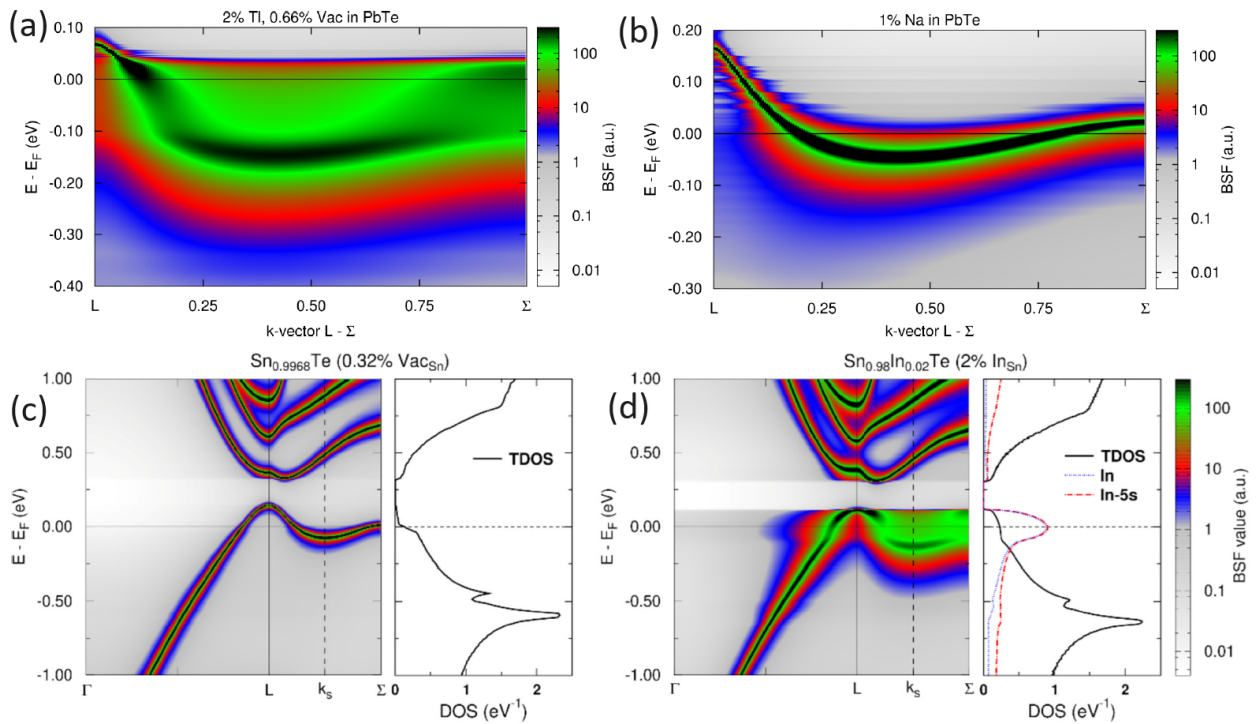 (a)
2% Tl, 0.66% Vac in PbTe
0.10
0.00
-0.10
-0.20
-0.30
-0.40
E - E_F (eV)
L
0.25
0.50
0.75
Σ
k-vector L - Σ
100
10
1
0.1
0.01
BSF (a.u.)
(b)
1% Na in PbTe
0.20
0.10
0.00
-0.10
-0.20
-0.30
E - E_F (eV)
L
0.25
0.50
0.75
Σ
k-vector L - Σ
100
10
1
0.1
0.01
BSF (a.u.)
(c)
Sn0.9968Te (0.32% VacSn)
1.00
0.50
0.00
-0.50
-1.00
E - E_F (eV)
Γ
L
kS
Σ
TDOS
0
1
2
DOS (eV⁻¹)
(d)
Sn0.98In0.02Te (2% InSn)
1.00
0.50
0.00
-0.50
-1.00
E - E_F (eV)
Γ
L
kS
Σ
TDOS
In
In-5s
0
1
2
DOS (eV⁻¹)
100
10
1
0.1
0.01
BSF value (a.u.)